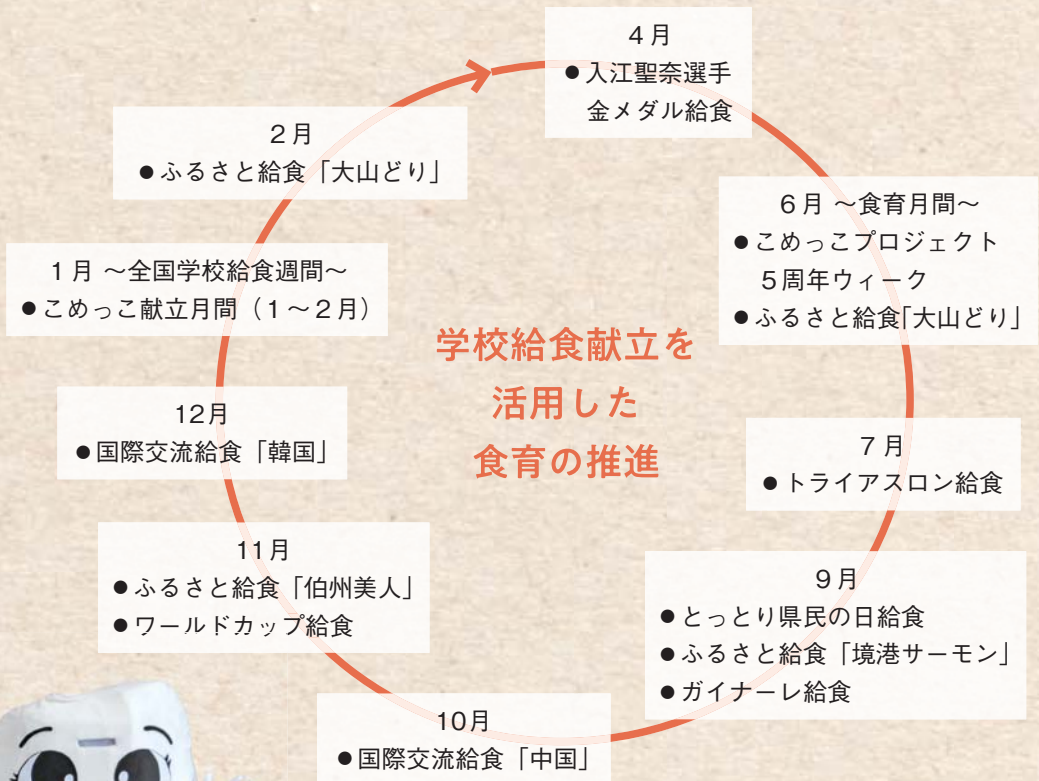 学校給食献立を
活用した
食育の推進
4月
●入江聖奈選手
金メダル給食
6月 ～食育月間～
●こめっこプロジェクト
5周年ウィーク
●ふるさと給食「大山どり」
7月
●トライアスロン給食
9月
●とっとり県民の日給食
●ふるさと給食「境港サーモン」
●ガイナーレ給食
10月
●国際交流給食「中国」
11月
●ふるさと給食「伯州美人」
●ワールドカップ給食
12月
●国際交流給食「韓国」
1月 ～全国学校給食週間～
●こめっこ献立月間（1～2月）
2月
●ふるさと給食「大山どり」